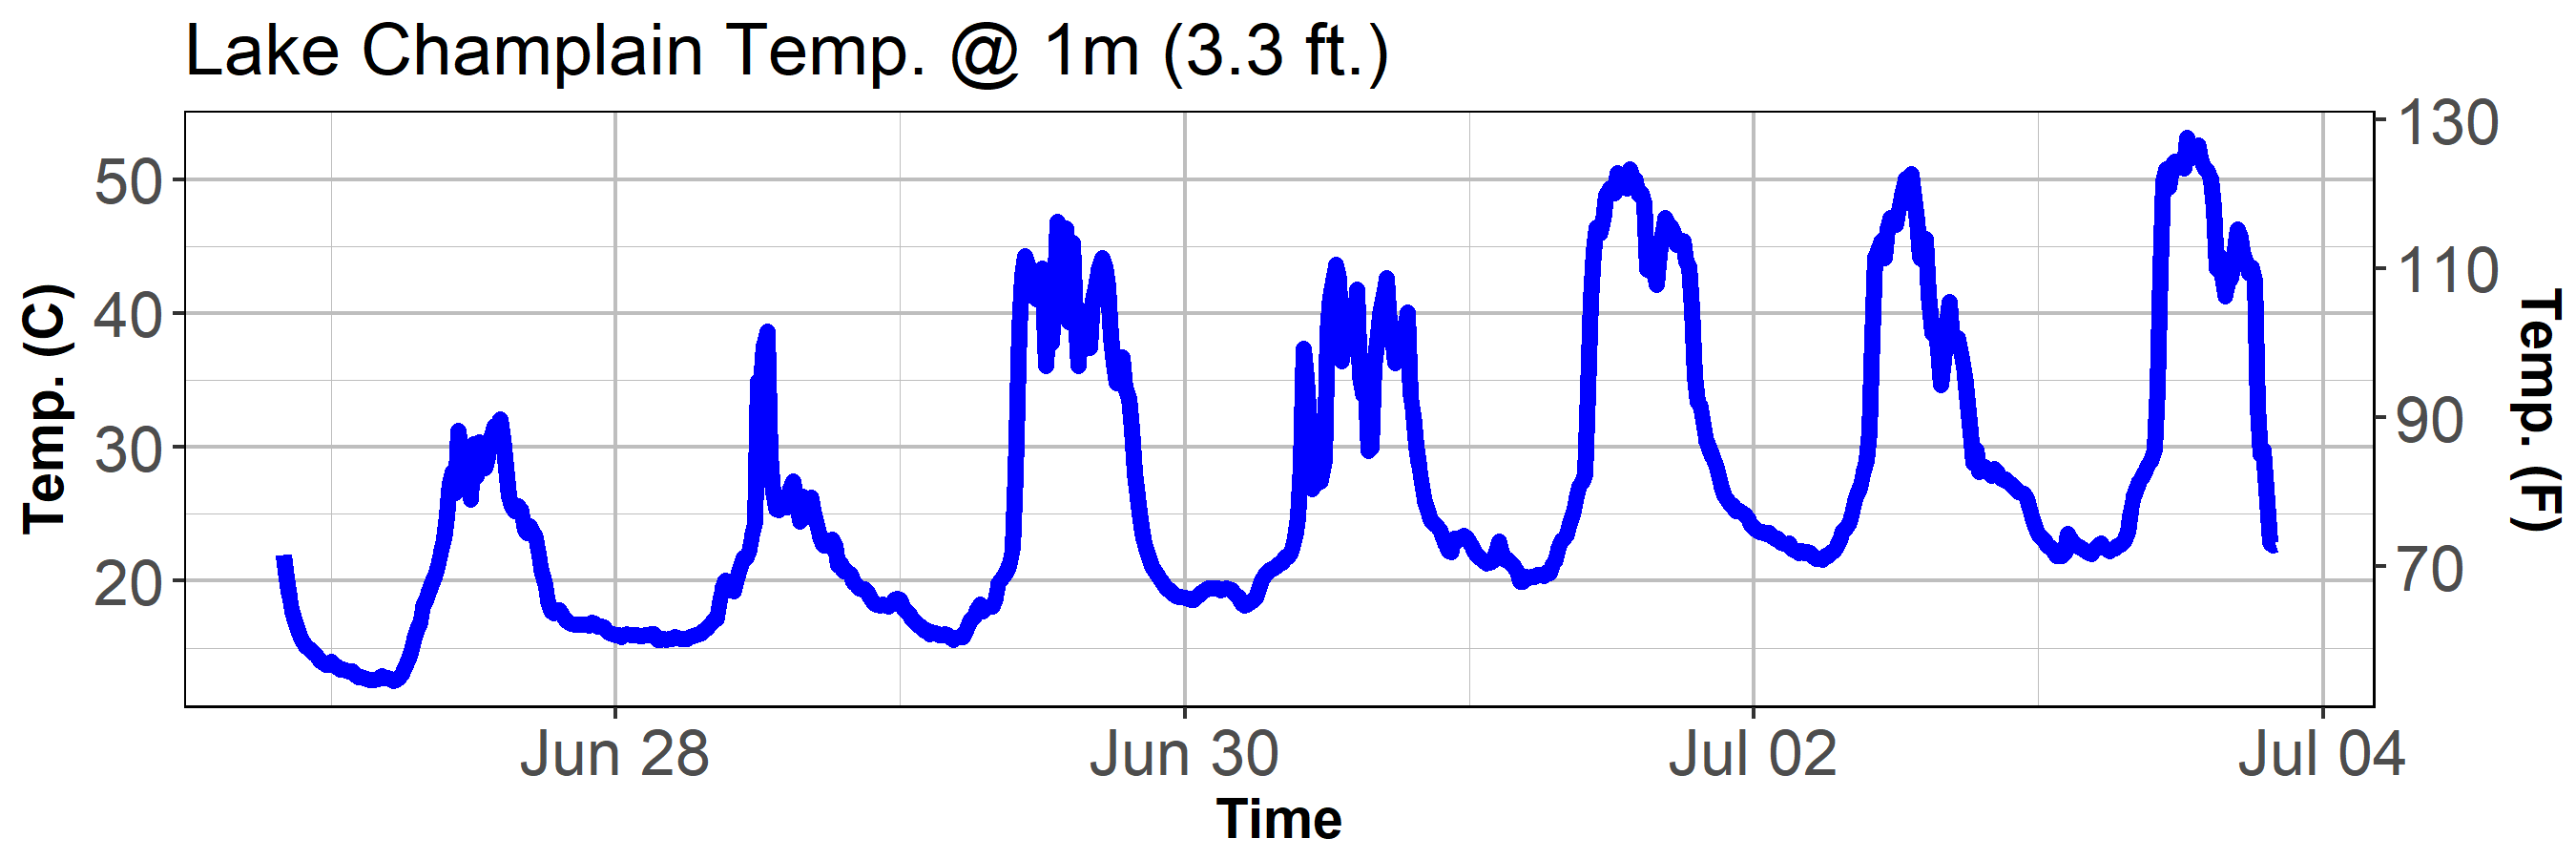 Lake Champlain Temp. @ 1m (3.3 ft.)
Temp. (C)
50
40
30
20
130
110
90
70
Temp. (F)
Jun 28 Jun 30 Jul 02 Jul 04
Time